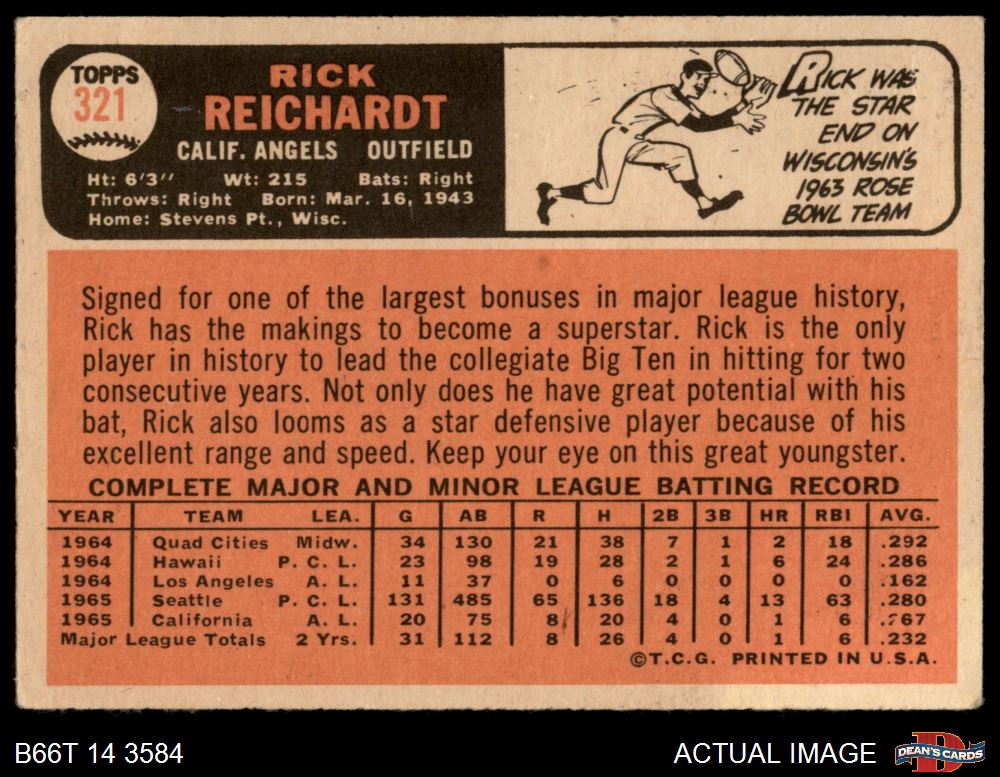 TOPPS
321
RICK
REICHARDT
CALIF. ANGELS OUTFIELD
Ht: 6'3" Wt: 215 Bats: Right
Throws: Right Born: Mar. 16, 1943
Home: Stevens Pt., Wisc.
RICK WAS
THE STAR
END ON
WISCONSIN'S
1963 ROSE
BOWL TEAM
Signed for one of the largest bonuses in major league history,
Rick has the makings to become a superstar. Rick is the only
player in history to lead the collegiate Big Ten in hitting for two
consecutive years. Not only does he have great potential with his
bat, Rick also looms as a star defensive player because of his
excellent range and speed. Keep your eye on this great youngster.
COMPLETE MAJOR AND MINOR LEAGUE BATTING RECORD
YEAR TEAM LEA. G AB R H 2B 3B HR RBI AVG.
1964 Quad Cities Midw. 34 130 21 38 7 1 2 18 .292
1964 Hawaii P. C. L. 23 98 19 28 2 1 6 24 .286
1964 Los Angeles A. L. 11 37 0 6 0 0 0 0 .162
1965 Seattle P. C. L. 131 485 65 136 18 4 13 63 .280
1965 California A. L. 20 75 8 20 4 0 1 6 .267
Major League Totals 2 Yrs. 31 112 8 26 4 0 1 6 .232
©T.C.G. PRINTED IN U.S.A.
B66T 14 3584 ACTUAL IMAGE
DEAN'S CARDS